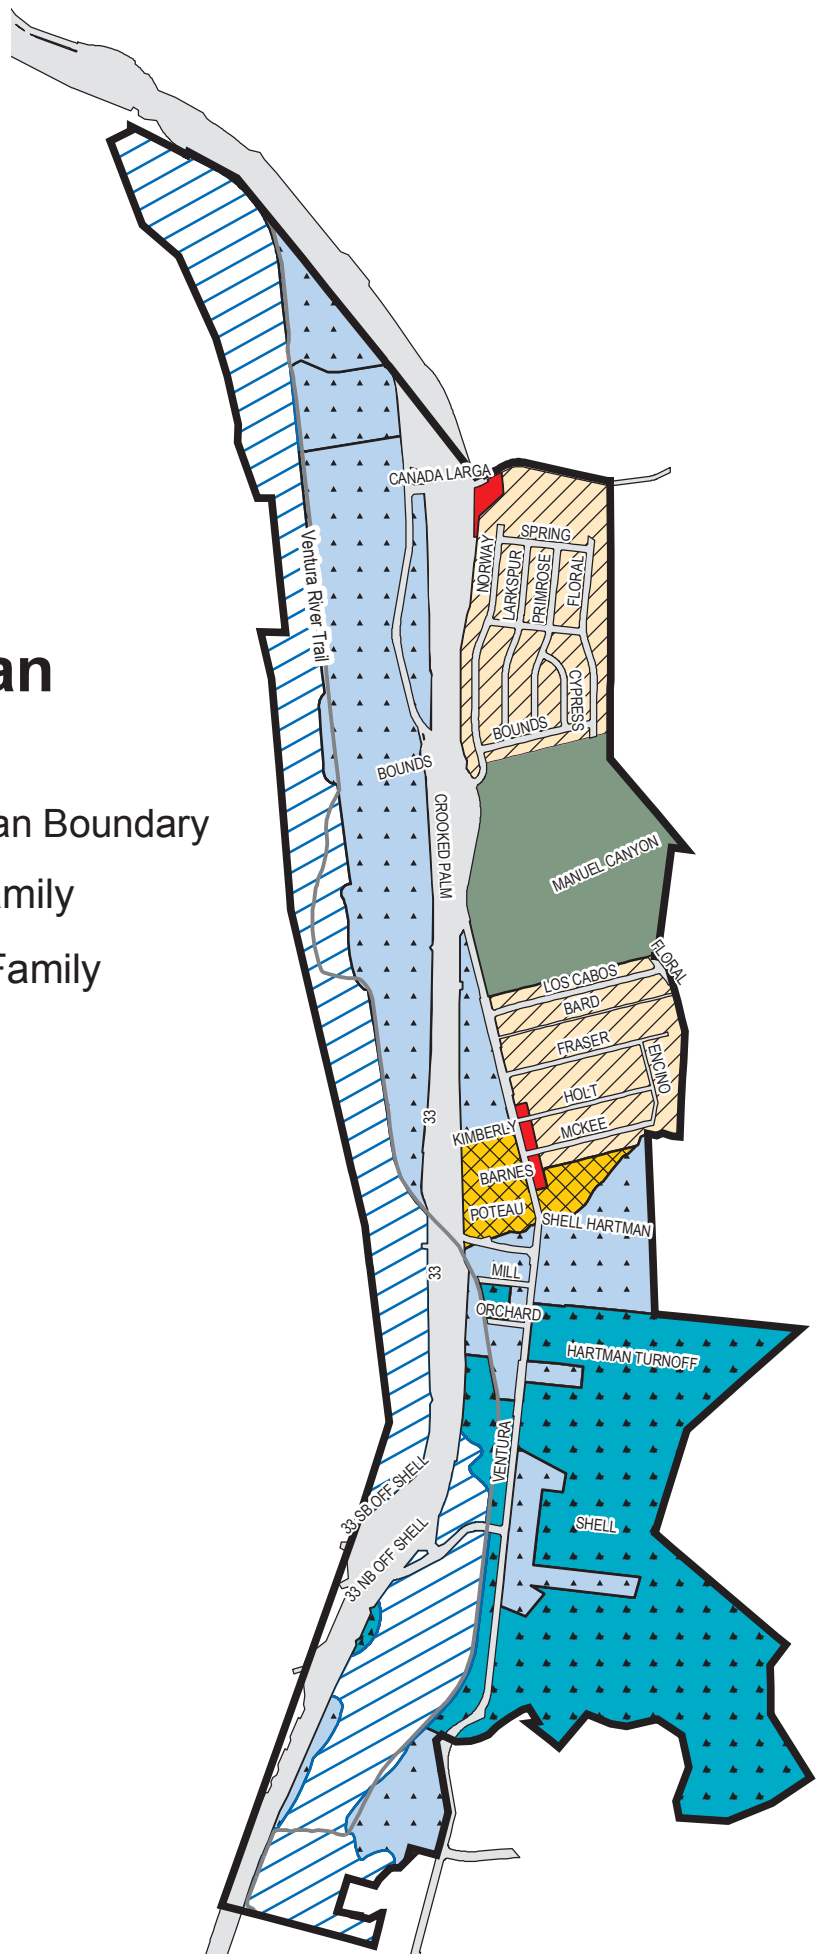 CANADA LARGA
SPRING
NORWAY
LARKSPUR
PRIMROSE
FLORAL
Ventura River Trail
an
CYPRESS
BOUNDS
BOUNDS
CROOKED PALM
an Boundary
MANUEL CANYON
amily
FLORAL
Family
LOS CABOS
BARD
FRASER
ENCINO
HOLT
33
KIMBERLY
MCKEE
BARNES
POTEAU
SHELL HARTMAN
33
MILL
ORCHARD
HARTMAN TURNOFF
VENTURA
33 SB OFF SHELL
SHELL
33 NB OFF SHELL